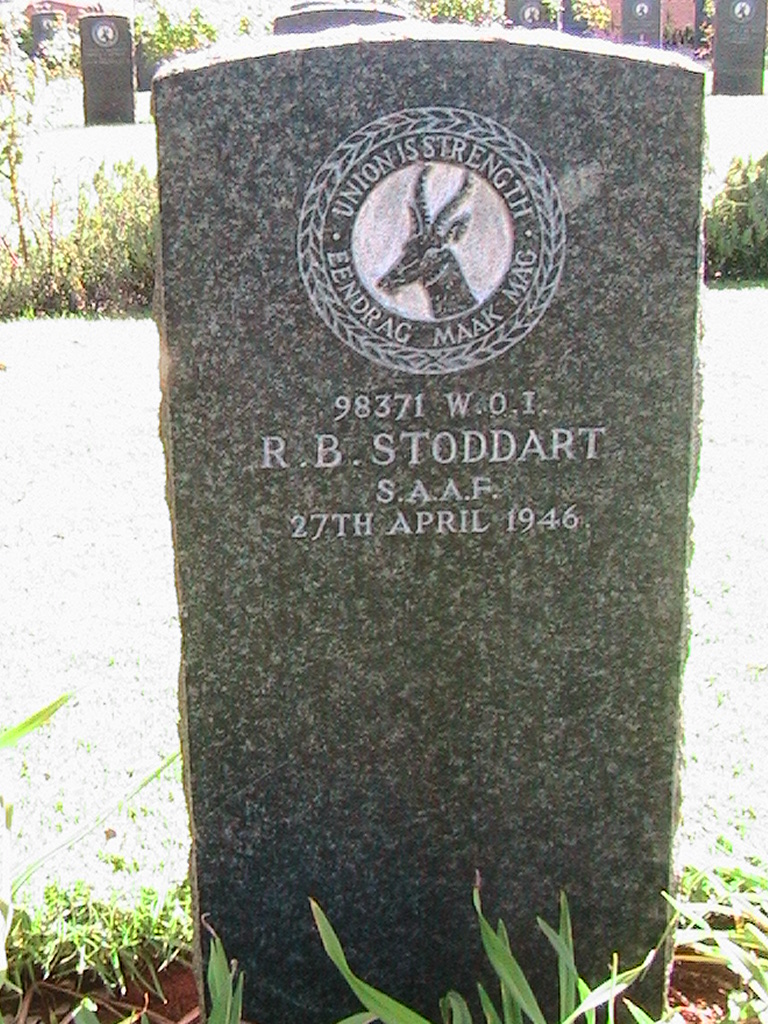 UNION IS STRENGTH
EENDRAG MAAK MAG
98371 W.O.I.
R.B. STODDART
S.A.A.F.
27TH APRIL 1946